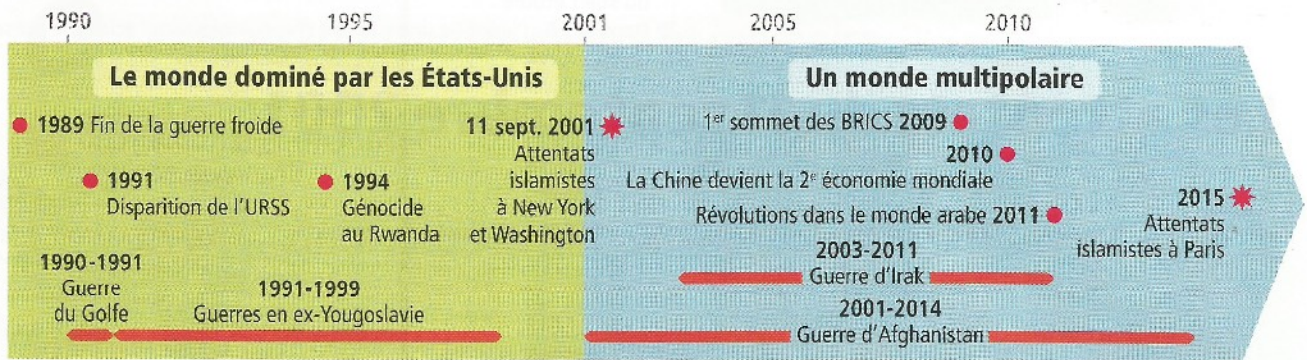 1990 1995 2001 2005 2010
Le monde dominé par les États-Unis
1989 Fin de la guerre froide
11 sept. 2001
Attentats
islamistes
à New York
et Washington
1991
Disparition de l'URSS
1994
Génocide
au Rwanda
1990-1991
Guerre
du Golfe
1991-1999
Guerres en ex-Yougoslavie
Un monde multipolaire
1er sommet des BRICS 2009
2010
La Chine devient la 2e économie mondiale
Révolutions dans le monde arabe 2011
2015
Attentats
islamistes à Paris
2003-2011
Guerre d'Irak
2001-2014
Guerre d'Afghanistan